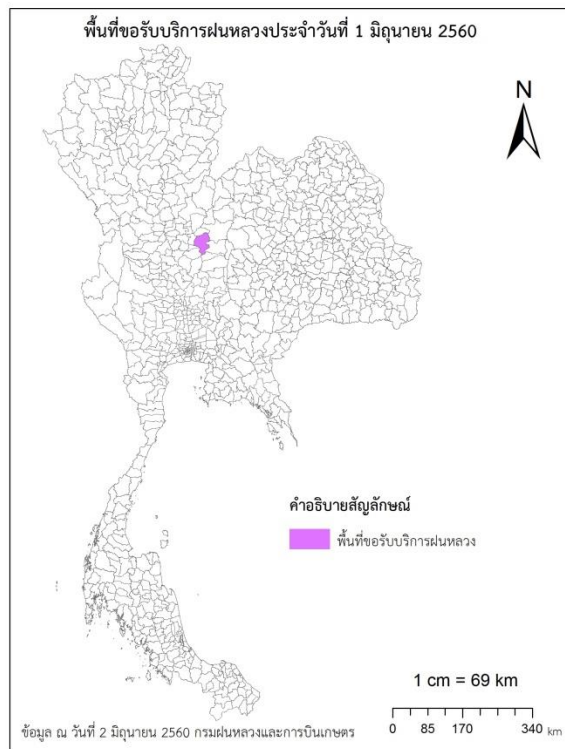 พื้นที่ขอรับบริการฝนหลวงประจำวันที่ 1 มิถุนายน 2560
N
คำอธิบายสัญลักษณ์
พื้นที่ขอรับบริการฝนหลวง
1 cm = 69 km
0 85 170 340 km
ข้อมูล ณ วันที่ 2 มิถุนายน 2560 กรมฝนหลวงและการบินเกษตร